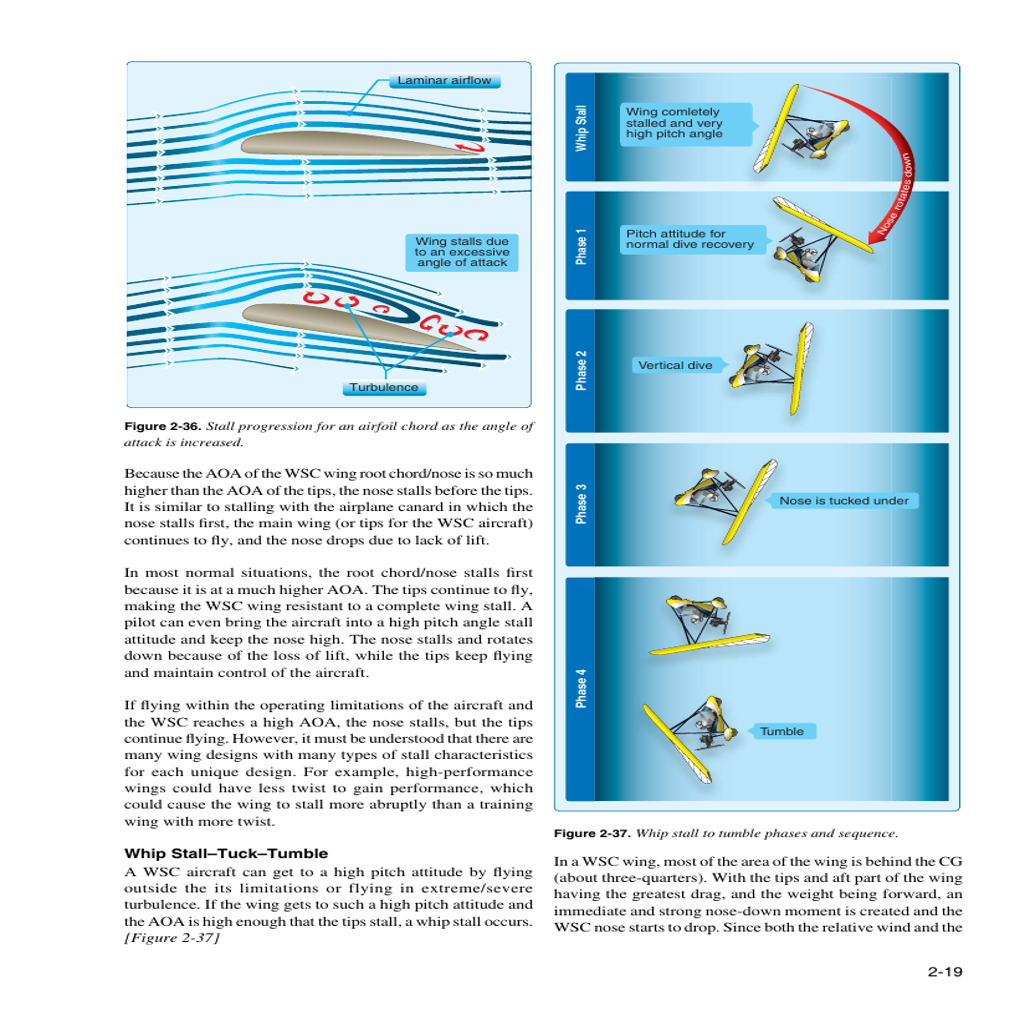 Laminar airflow
Wing stalls due
to an excessive
angle of attack
Turbulence
Figure 2-36. Stall progression for an airfoil chord as the angle of
attack is increased.
Because the AOA of the WSC wing root chord/nose is so much
higher than the AOA of the tips, the nose stalls before the tips.
It is similar to stalling with the airplane canard in which the
nose stalls first, the main wing (or tips for the WSC aircraft)
continues to fly, and the nose drops due to lack of lift.
In most normal situations, the root chord/nose stalls first
because it is at a much higher AOA. The tips continue to fly,
making the WSC wing resistant to a complete wing stall. A
pilot can even bring the aircraft into a high pitch angle stall
attitude and keep the nose high. The nose stalls and rotates
down because of the loss of lift, while the tips keep flying
and maintain control of the aircraft.
If flying within the operating limitations of the aircraft and
the WSC reaches a high AOA, the nose stalls, but the tips
continue flying. However, it must be understood that there are
many wing designs with many types of stall characteristics
for each unique design. For example, high-performance
wings could have less twist to gain performance, which
could cause the wing to stall more abruptly than a training
wing with more twist.
Whip Stall–Tuck–Tumble
A WSC aircraft can get to a high pitch attitude by flying
outside the its limitations or flying in extreme/severe
turbulence. If the wing gets to such a high pitch attitude and
the AOA is high enough that the tips stall, a whip stall occurs.
[Figure 2-37]
Whip Stall
Wing comletely
stalled and very
high pitch angle
Nose rotates down
Phase 1
Pitch attitude for
normal dive recovery
Phase 2
Vertical dive
Phase 3
Nose is tucked under
Phase 4
Tumble
Figure 2-37. Whip stall to tumble phases and sequence.
In a WSC wing, most of the area of the wing is behind the CG
(about three-quarters). With the tips and aft part of the wing
having the greatest drag, and the weight being forward, an
immediate and strong nose-down moment is created and the
WSC nose starts to drop. Since both the relative wind and the
2-19